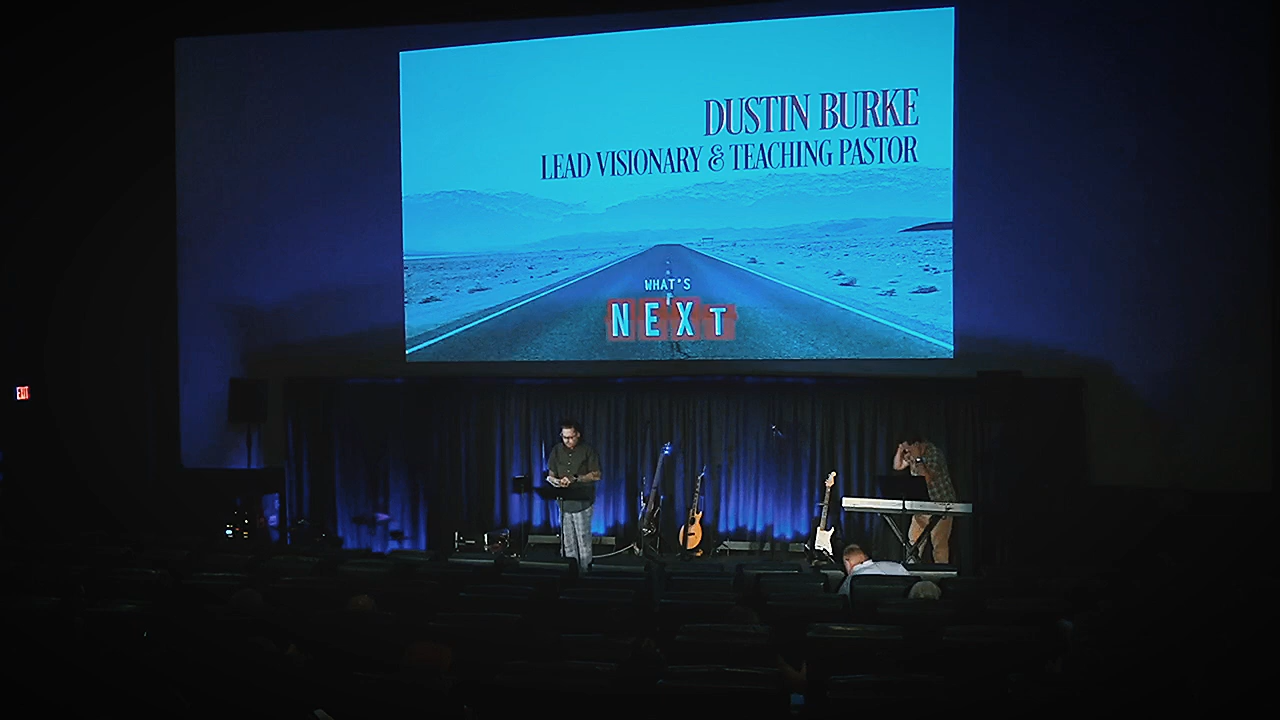 DUSTIN BURKE
LEAD VISIONARY & TEACHING PASTOR
WHAT'S
NEXT
EXIT